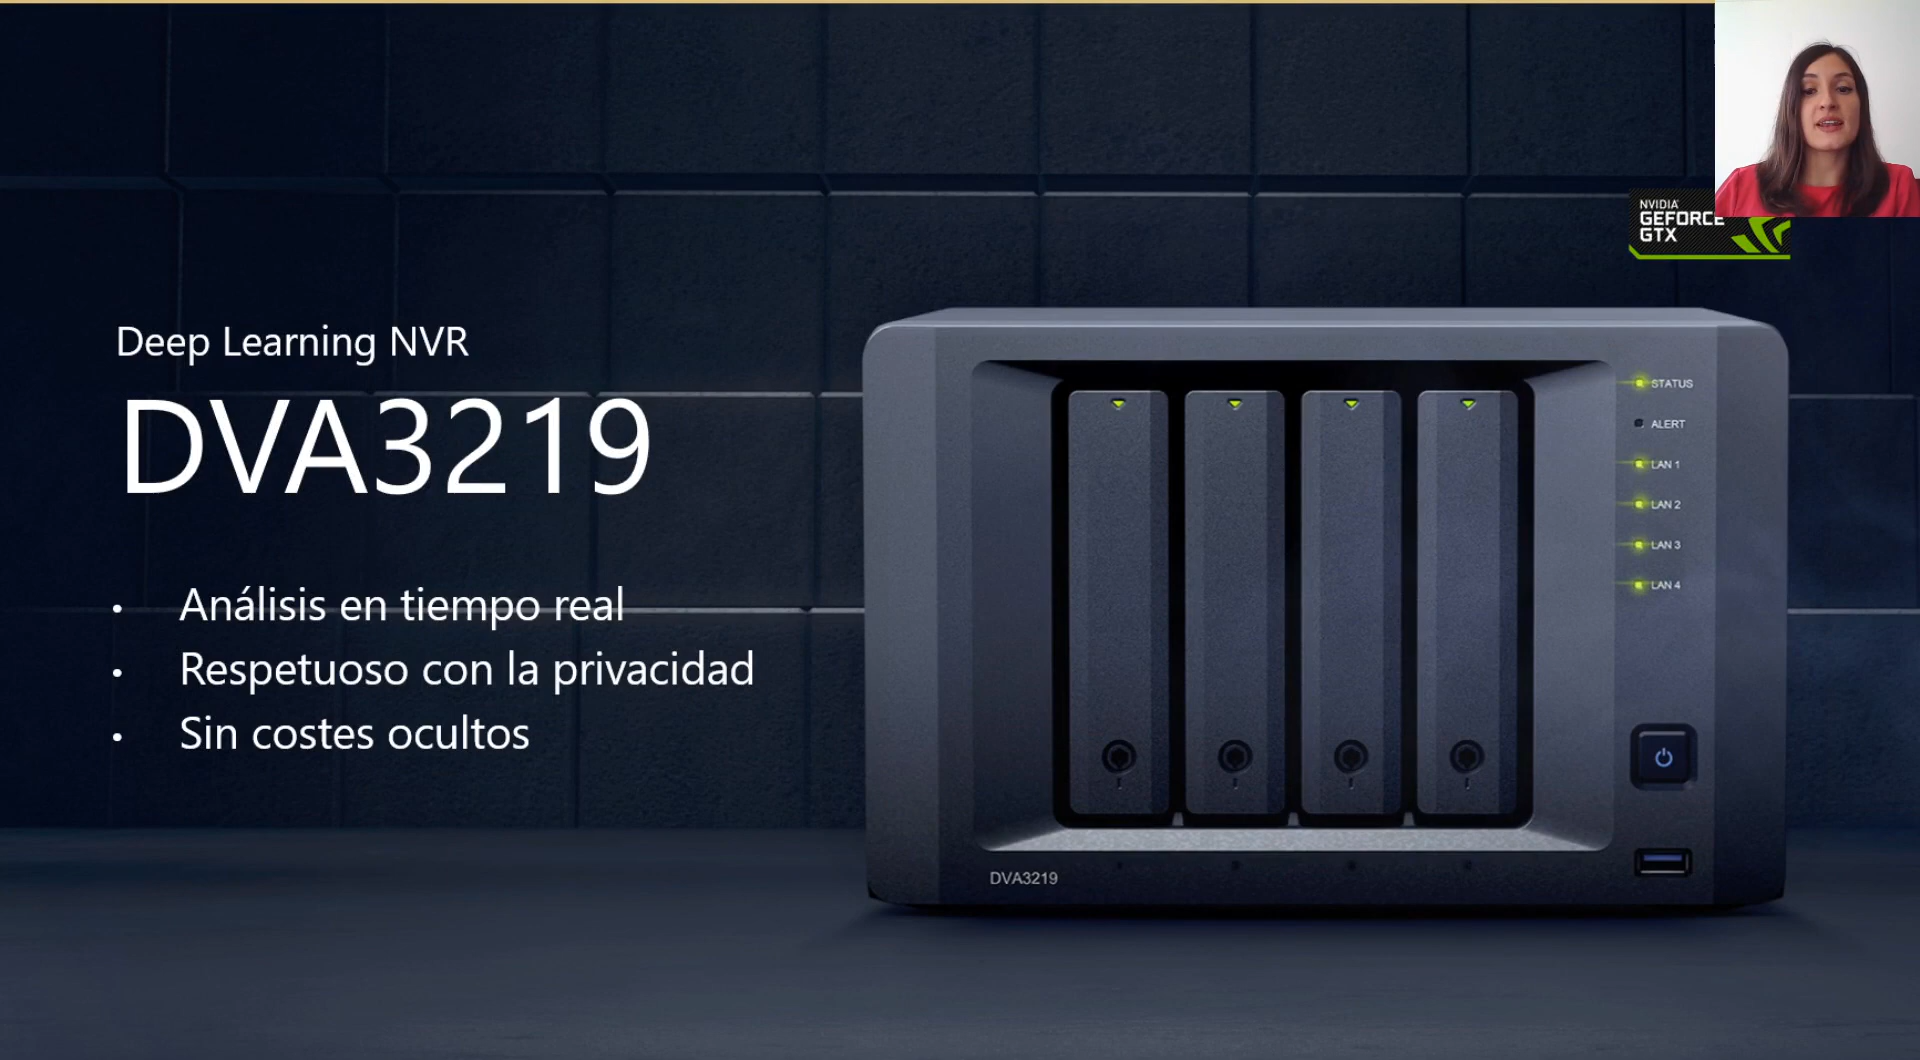 NVIDIA
GEFORCE
GTX
Deep Learning NVR
DVA3219
• Análisis en tiempo real
• Respetuoso con la privacidad
• Sin costes ocultos
STATUS
ALERT
LAN 1
LAN 2
LAN 3
LAN 4
DVA3219